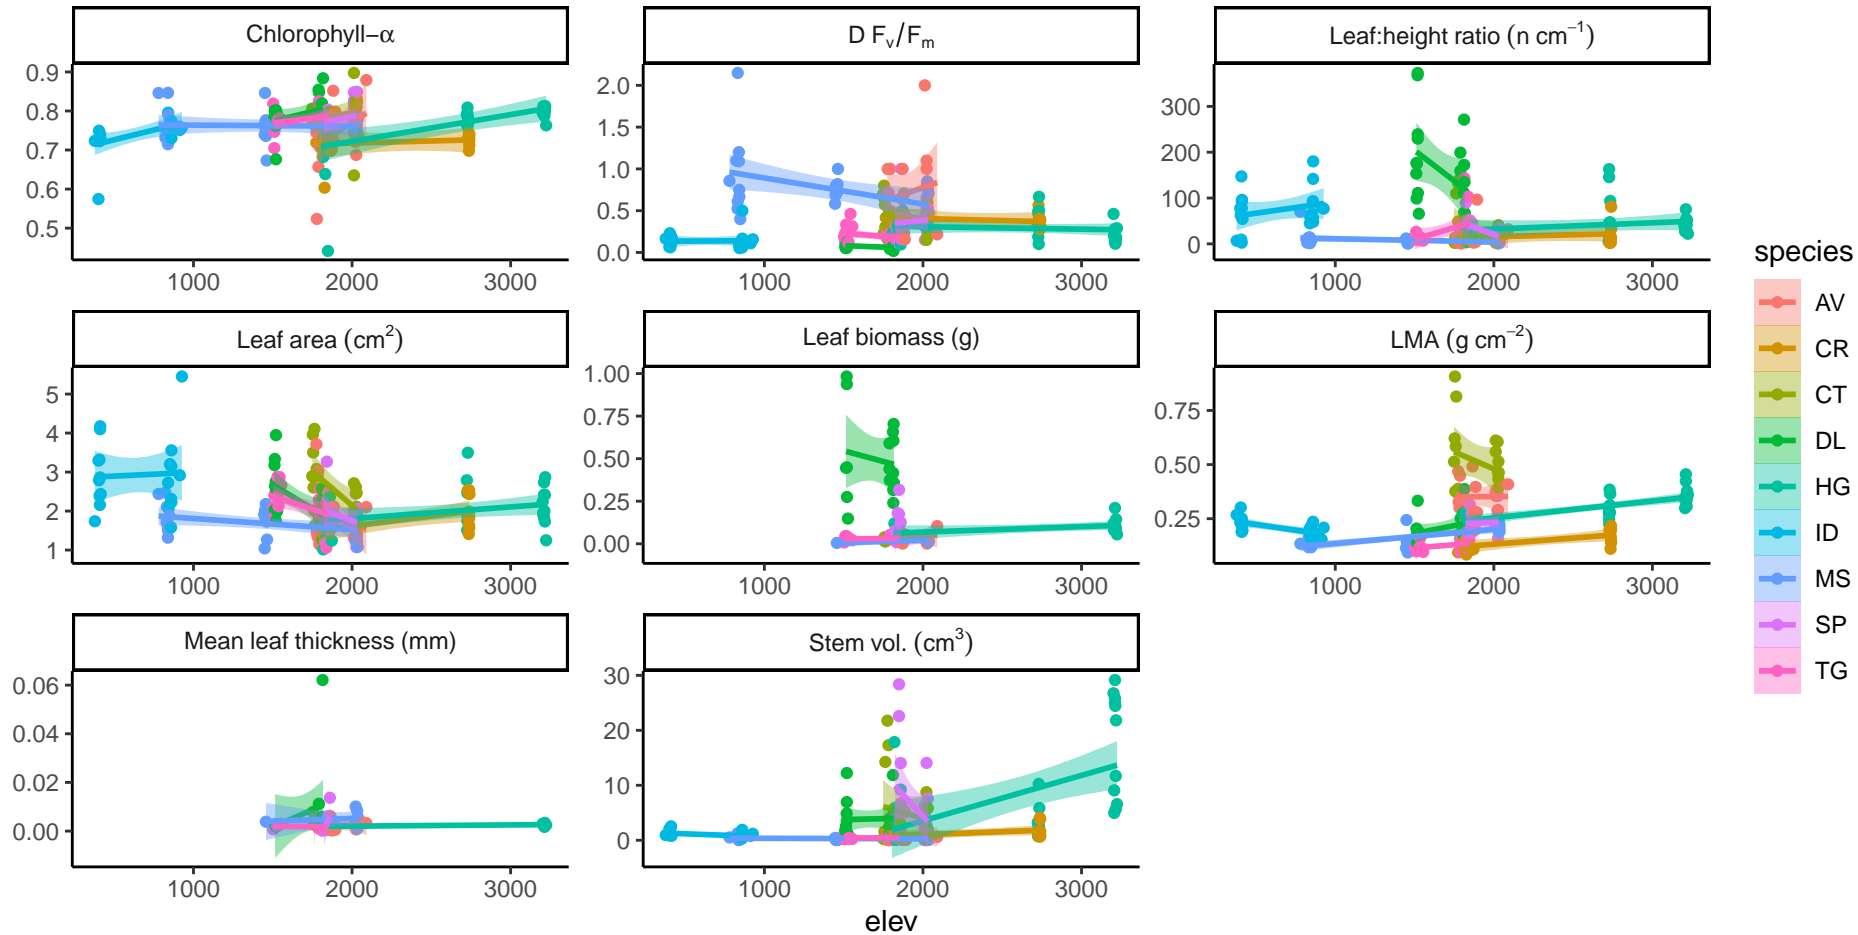 Chlorophyll−α
D Fv/Fm
Leaf:height ratio (n cm−1)
0.9
0.8
0.7
0.6
0.5
1000 2000 3000
2.0
1.5
1.0
0.5
0.0
1000 2000 3000
300
200
100
0
1000 2000 3000
Leaf area (cm2)
Leaf biomass (g)
LMA (g cm−2)
5
4
3
2
1
1000 2000 3000
1.00
0.75
0.50
0.25
0.00
1000 2000 3000
0.75
0.50
0.25
1000 2000 3000
Mean leaf thickness (mm)
Stem vol. (cm3)
0.06
0.04
0.02
0.00
1000 2000 3000
30
20
10
0
1000 2000 3000
elev
species
AV
CR
CT
DL
HG
ID
MS
SP
TG